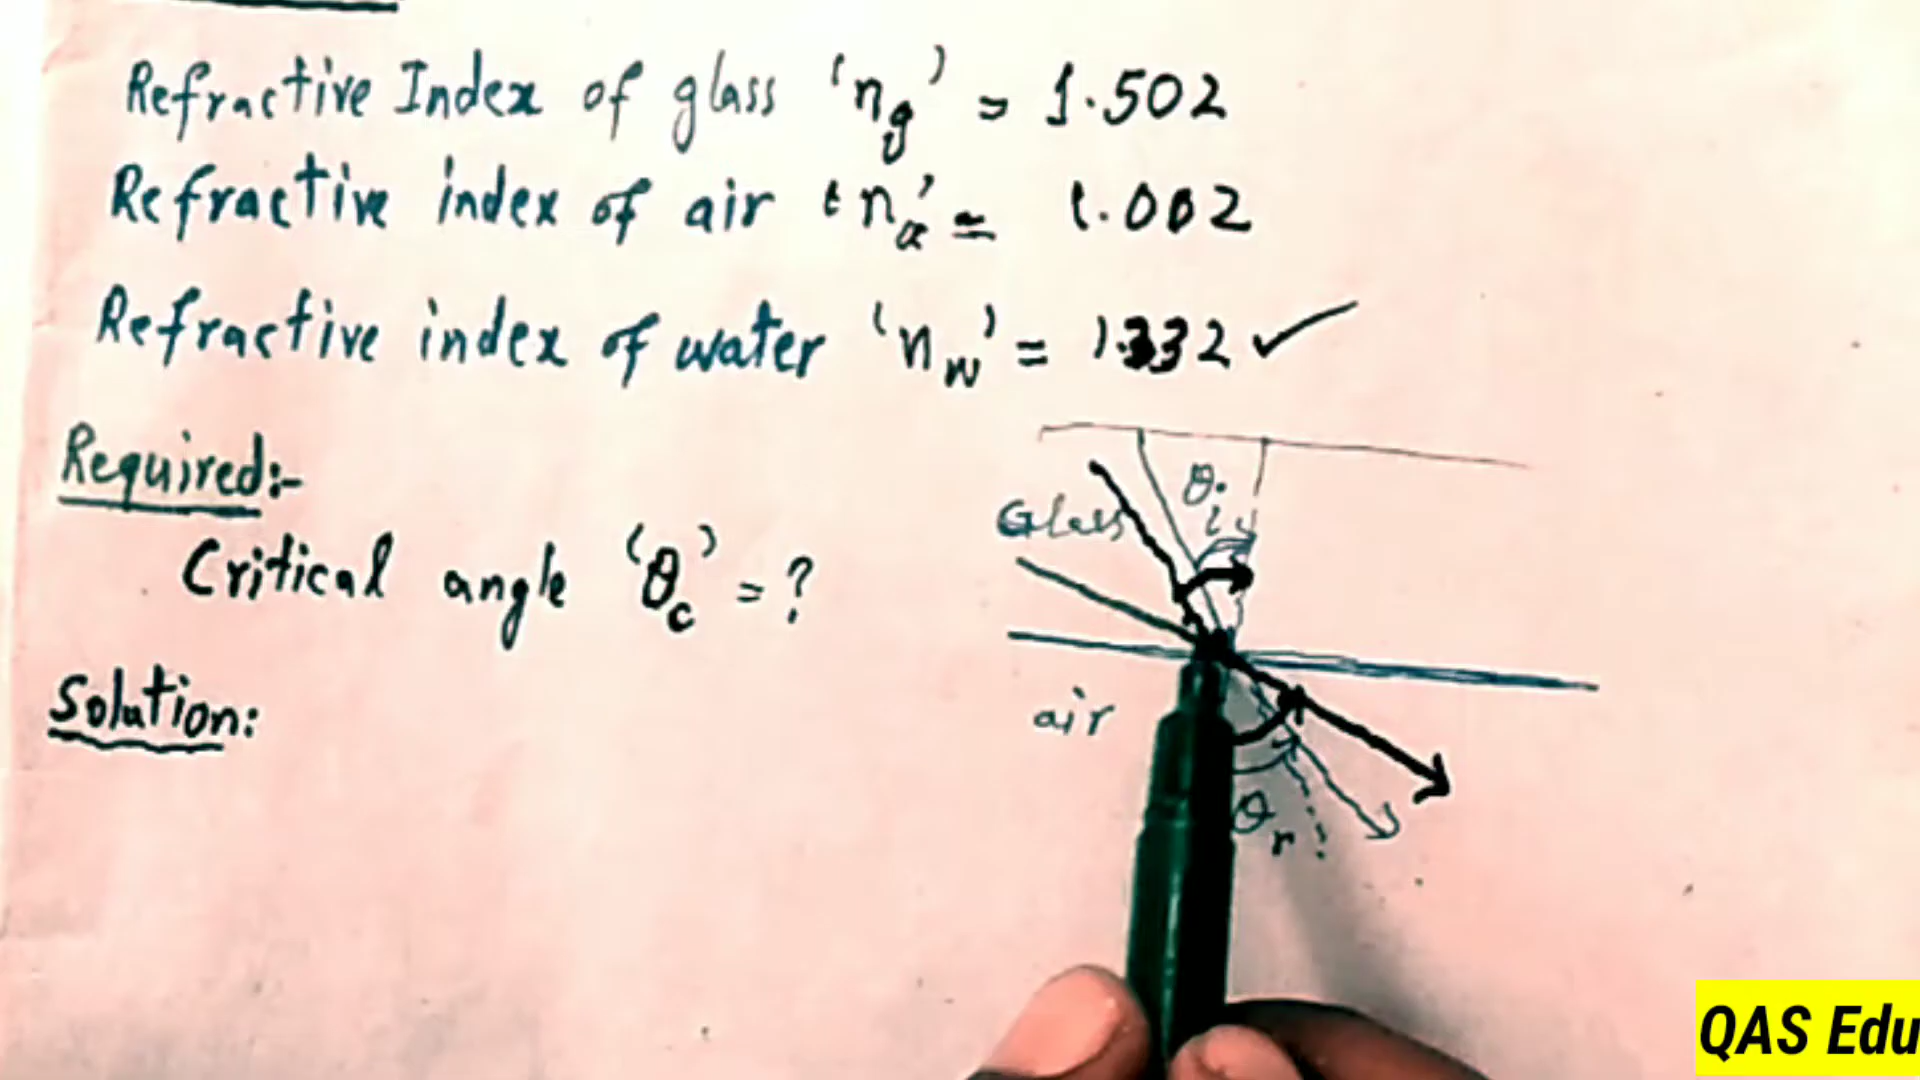 Refractive Index of glass 'ng' = 1.502
Refractive index of air 'na' = 1.002
Refractive index of water 'nw' = 1.332 ✓
Required:-
Critical angle 'θc' = ?
Solution:
θi
Glass
air
θr
QAS Edu